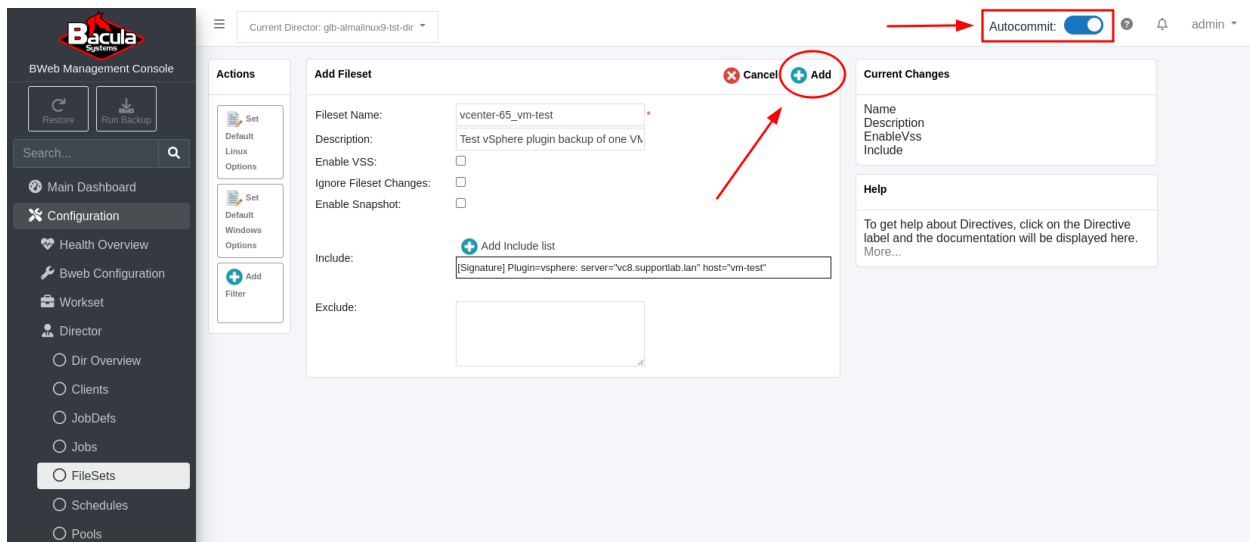 Bacula
Systems
BWeb Management Console
Restore
Run Backup
Search...
Main Dashboard
Configuration
Health Overview
Bweb Configuration
Workset
Director
Dir Overview
Clients
JobDefs
Jobs
FileSets
Schedules
Pools
Current Director: glb-almalinux9-tst-dir
Autocommit:
admin
Actions
Set
Default
Linux
Options
Set
Default
Windows
Options
Add
Filter
Add Fileset
Cancel
Add
Fileset Name:
vcenter-65_vm-test
*
Description:
Test vSphere plugin backup of one VM
Enable VSS:
Ignore Fileset Changes:
Enable Snapshot:
Include:
Add Include list
[Signature] Plugin=vsphere: server="vc8.supportlab.lan" host="vm-test"
Exclude:
Current Changes
Name
Description
EnableVss
Include
Help
To get help about Directives, click on the Directive
label and the documentation will be displayed here.
More...